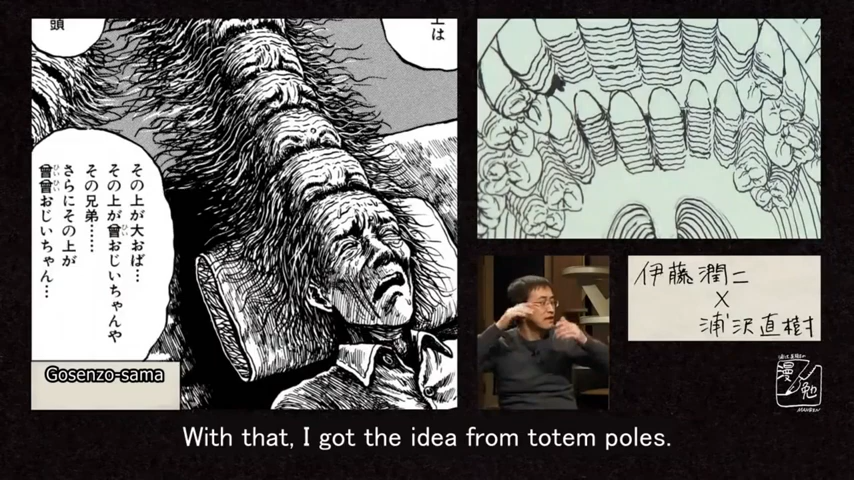 頭
は
その上が大おば…
その上が曾おじいちゃんや
その兄弟……
さらにその上が
曾曾おじいちゃん…
Gosenzo-sama
伊藤潤二
×
浦沢直樹
漫勉
MANBEN
With that, I got the idea from totem poles.